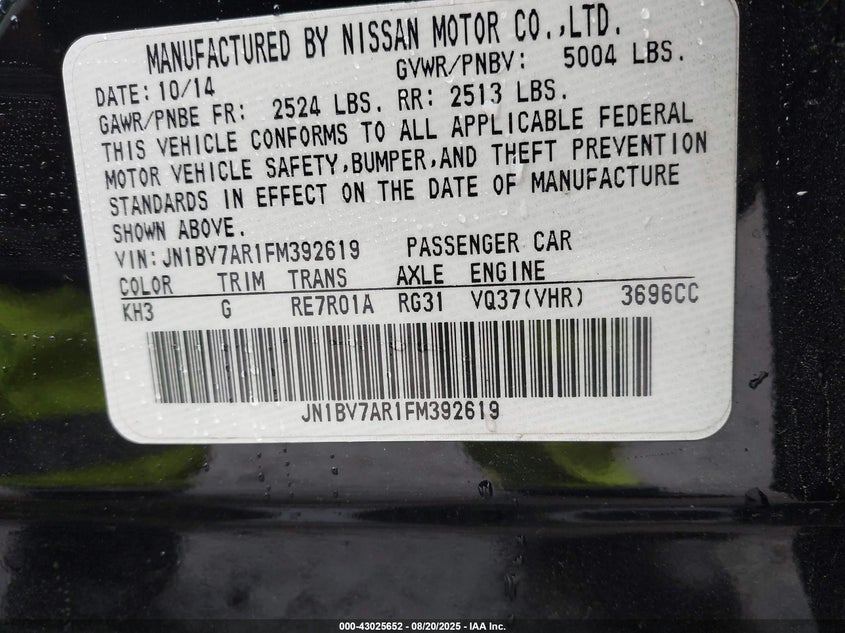 MANUFACTURED BY NISSAN MOTOR CO.,LTD.
DATE: 10/14 GVWR/PNBV: 5004 LBS.
GAWR/PNBE FR: 2524 LBS. RR: 2513 LBS.
THIS VEHICLE CONFORMS TO ALL APPLICABLE FEDERAL
MOTOR VEHICLE SAFETY,BUMPER,AND THEFT PREVENTION
STANDARDS IN EFFECT ON THE DATE OF MANUFACTURE
SHOWN ABOVE.
VIN:JN1BV7AR1FM392619 PASSENGER CAR
COLOR TRIM TRANS AXLE ENGINE
KH3 G RE7R01A RG31 VQ37(VHR) 3696CC
JN1BV7AR1FM392619
000-43025652 - 08/20/2025 - IAA Inc.